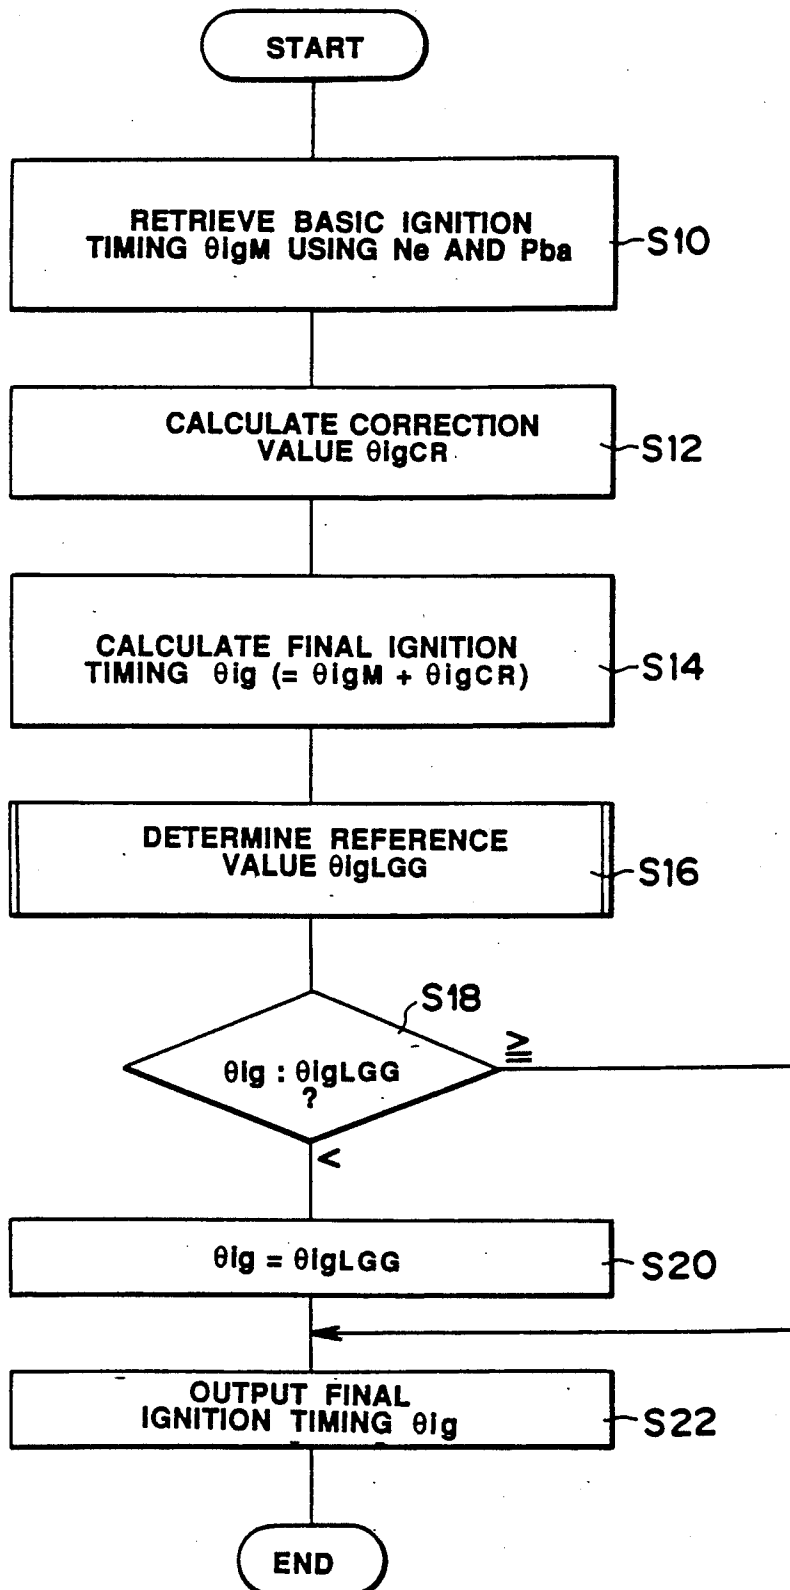 START
RETRIEVE BASIC IGNITION
TIMING θigM USING Ne AND Pba
S10
CALCULATE CORRECTION
VALUE θigCR
S12
CALCULATE FINAL IGNITION
TIMING θig (= θigM + θigCR)
S14
DETERMINE REFERENCE
VALUE θigLGG
S16
S18
≧
θig : θigLGG
?
<
θig = θigLGG
S20
OUTPUT FINAL
IGNITION TIMING θig
S22
END